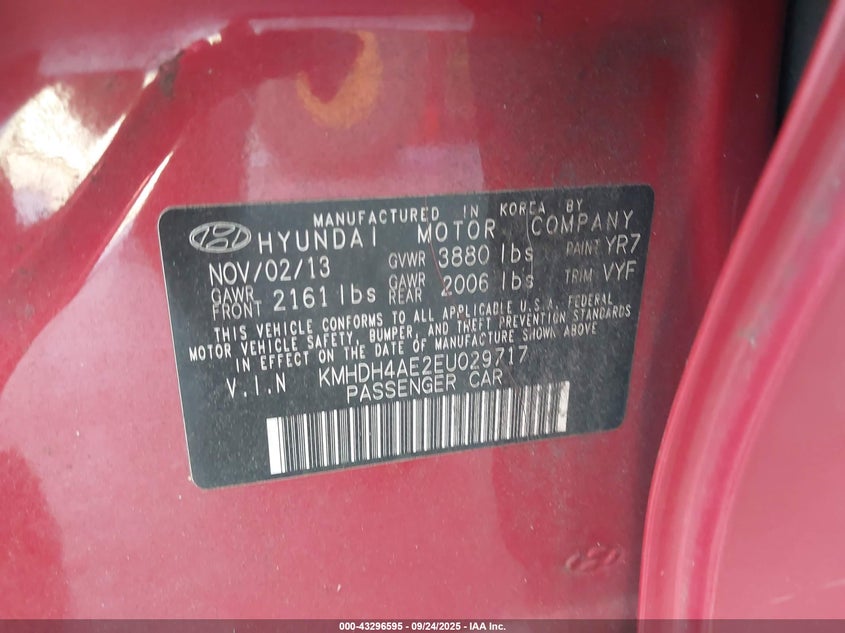 MANUFACTURED IN KOREA BY
HYUNDAI MOTOR COMPANY
NOV/02/13 GVWR 3880 lbs PAINT YR7
GAWR FRONT 2161 lbs GAWR REAR 2006 lbs TRIM VYF
THIS VEHICLE CONFORMS TO ALL APPLICABLE U.S.A. FEDERAL
MOTOR VEHICLE SAFETY, BUMPER, AND THEFT PREVENTION STANDARDS
IN EFFECT ON THE DATE OF MANUFACTURE SHOWN ABOVE
V.I.N KMHDH4AE2EU029717
PASSENGER CAR
www.iaai.com - 43296595 - 09/24/2025 - IAA Inc.